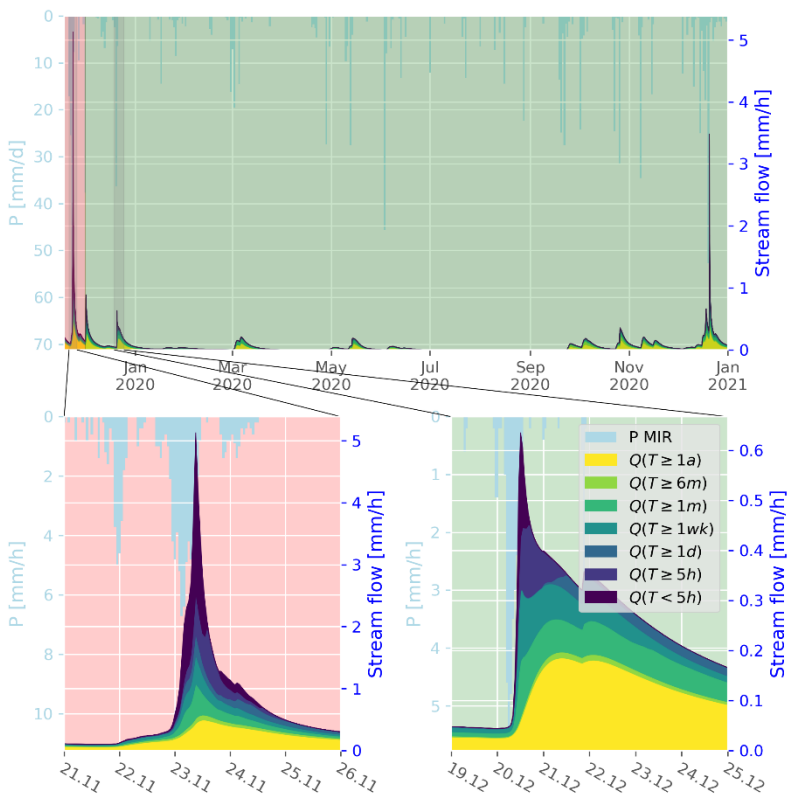 0
10
20
30
40
50
60
70
P [mm/d]
5
4
3
2
1
0
Stream flow [mm/h]
Jan
2020
Mar
2020
May
2020
Jul
2020
Sep
2020
Nov
2020
Jan
2021
0
2
4
6
8
10
P [mm/h]
5
4
3
2
1
0
Stream flow [mm/h]
21.11
22.11
23.11
24.11
25.11
26.11
0
1
2
3
4
5
P [mm/h]
P MIR
Q(T ≥ 1a)
Q(T ≥ 6m)
Q(T ≥ 1m)
Q(T ≥ 1wk)
Q(T ≥ 1d)
Q(T ≥ 5h)
Q(T < 5h)
0.6
0.5
0.4
0.3
0.2
0.1
0.0
Stream flow [mm/h]
19.12
20.12
21.12
22.12
23.12
24.12
25.12